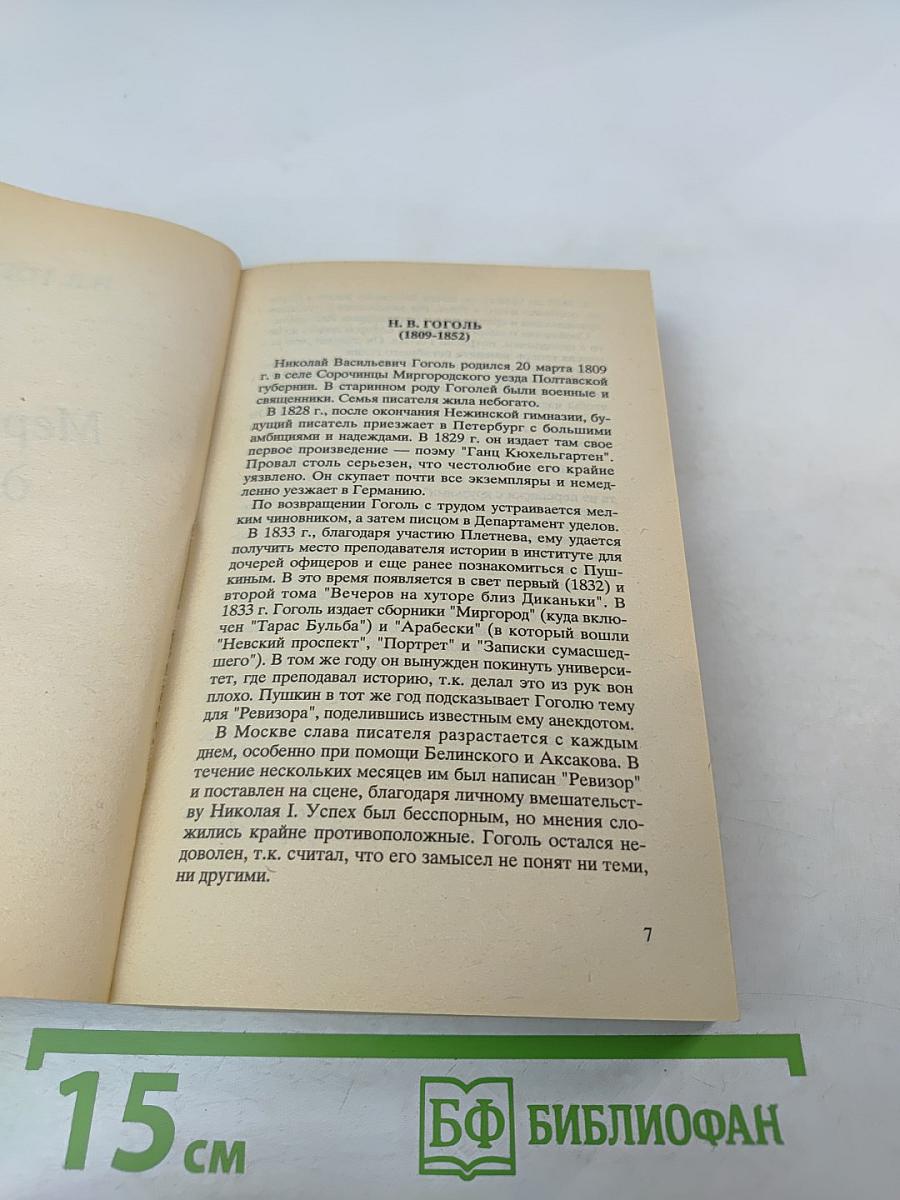 Н. В. ГОГОЛЬ
(1809-1852)
Николай Васильевич Гоголь родился 20 марта 1809
г. в селе Сорочинцы Миргородского уезда Полтавской
губернии. В старинном роду Гоголей были военные и
священники. Семья писателя жила небогато.
В 1828 г., после окончания Нежинской гимназии, бу-
дущий писатель приезжает в Петербург с большими
амбициями и надеждами. В 1829 г. он издает там свое
первое произведение — поэму "Ганц Кюхельгартен".
Провал столь серьезен, что честолюбие его крайне
уязвлено. Он скупает почти все экземпляры и немед-
ленно уезжает в Германию.
По возвращении Гоголь с трудом устраивается мел-
ким чиновником, а затем писцом в Департамент уделов.
В 1833 г., благодаря участию Плетнева, ему удается
получить место преподавателя истории в институте для
дочерей офицеров и еще ранее познакомиться с Пуш-
киным. В это время появляется в свет первый (1832) и
второй тома "Вечеров на хуторе близ Диканьки". В
1833 г. Гоголь издает сборники "Миргород" (куда вклю-
чен "Тарас Бульба") и "Арабески" (в который вошли
"Невский проспект", "Портрет" и "Записки сумасшед-
шего"). В том же году он вынужден покинуть универси-
тет, где преподавал историю, т.к. делал это из рук вон
плохо. Пушкин в тот же год подсказывает Гоголю тему
для "Ревизора", поделившись известным ему анекдотом.
В Москве слава писателя разрастается с каждым
днем, особенно при помощи Белинского и Аксакова. В
течение нескольких месяцев им был написан "Ревизор"
и поставлен на сцене, благодаря личному вмешательст-
ву Николая I. Успех был бесспорным, но мнения сло-
жились крайне противоположные. Гоголь остался не-
доволен, т.к. считал, что его замысел не понят ни теми,
ни другими.
7
15 см
БФ БИБЛИОФАН